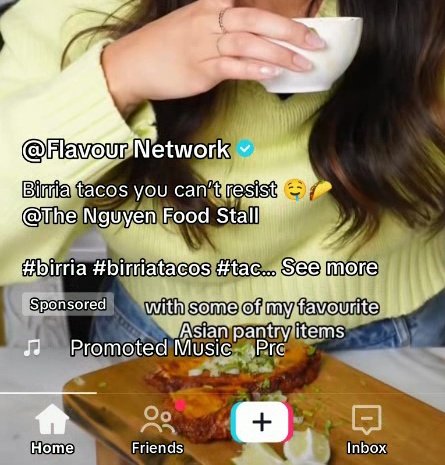 @Flavour Network
Birria tacos you can't resist 🤤🌮
@The Nguyen Food Stall
#birria #birriatacos #tac... See more
Sponsored
with some of my favourite
Asian pantry items
Promoted Music Pro
Home
Friends
Inbox